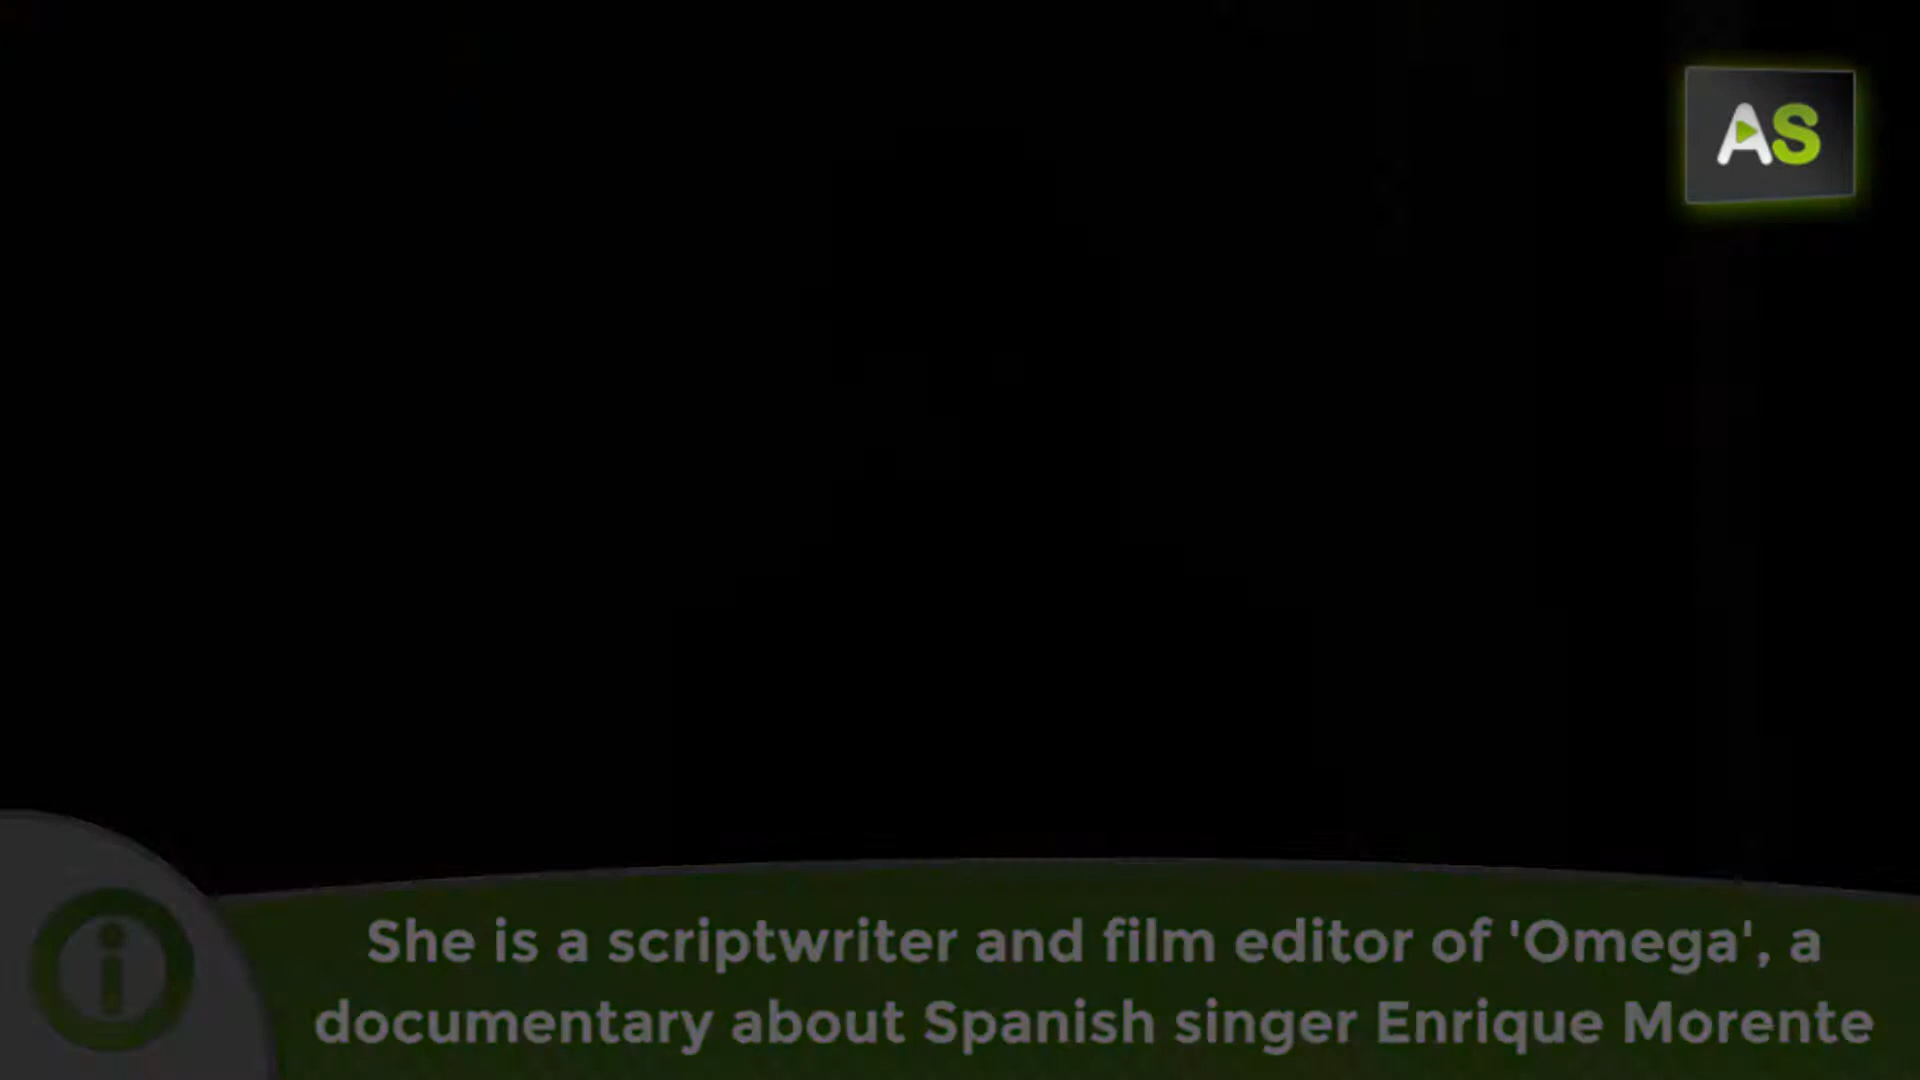 AS
She is a scriptwriter and film editor of 'Omega', a
documentary about Spanish singer Enrique Morente